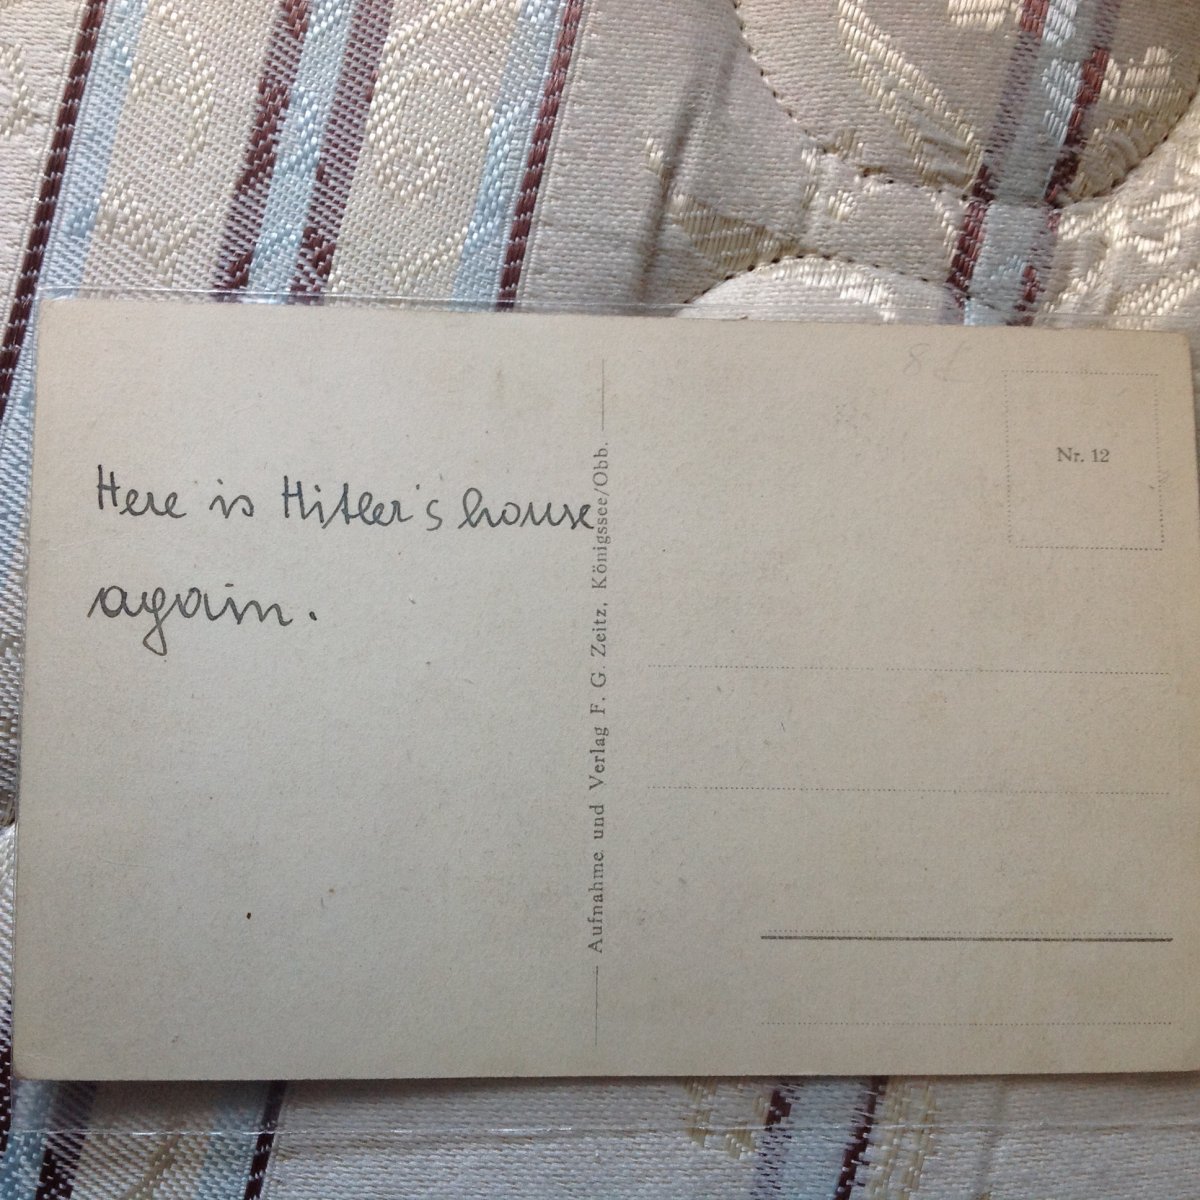 Here is Hitler's house
again.
Aufnahme und Verlag F. G. Zeitz, Königssee/Obb.
Nr. 12